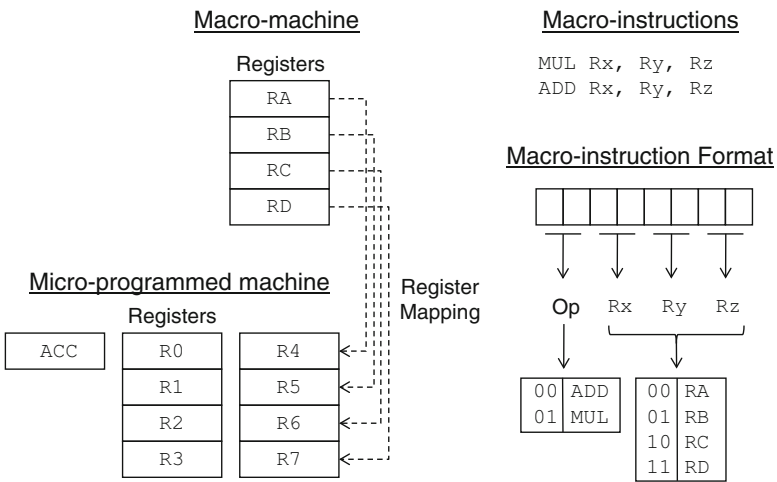 Macro-machine
Registers
RA
RB
RC
RD
Micro-programmed machine
Registers
ACC
R0
R1
R2
R3
R4
R5
R6
R7
Register
Mapping
Macro-instructions
MUL Rx, Ry, Rz
ADD Rx, Ry, Rz
Macro-instruction Format
Op Rx Ry Rz
00 ADD
01 MUL
00 RA
01 RB
10 RC
11 RD